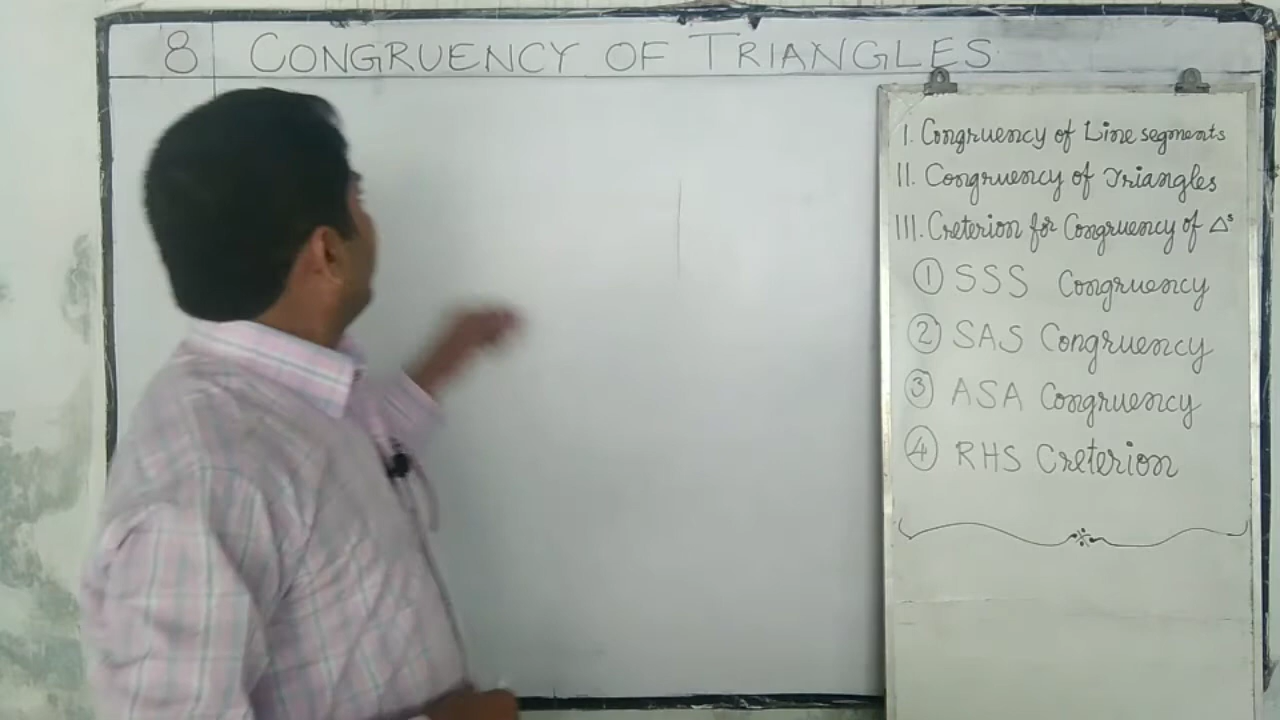 8 CONGRUENCY OF TRIANGLES
I. Congruency of Line segments
II. Congruency of Triangles
III. Creterion for Congruency of Δs
① SSS Congruency
② SAS Congruency
③ ASA Congruency
④ RHS Creterion